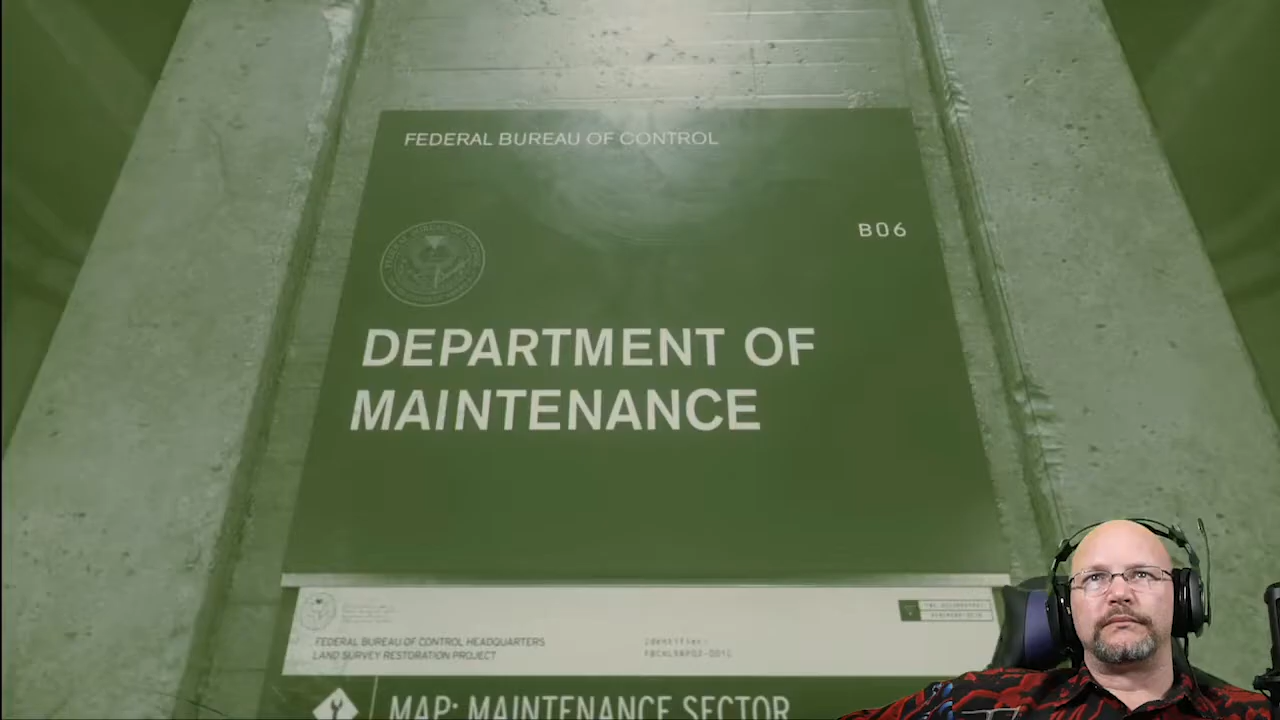 FEDERAL BUREAU OF CONTROL
B06
DEPARTMENT OF
MAINTENANCE
FEDERAL BUREAU OF CONTROL HEADQUARTERS
LAND SURVEY RESTORATION PROJECT
Identifier:
MAP: MAINTENANCE SECTOR